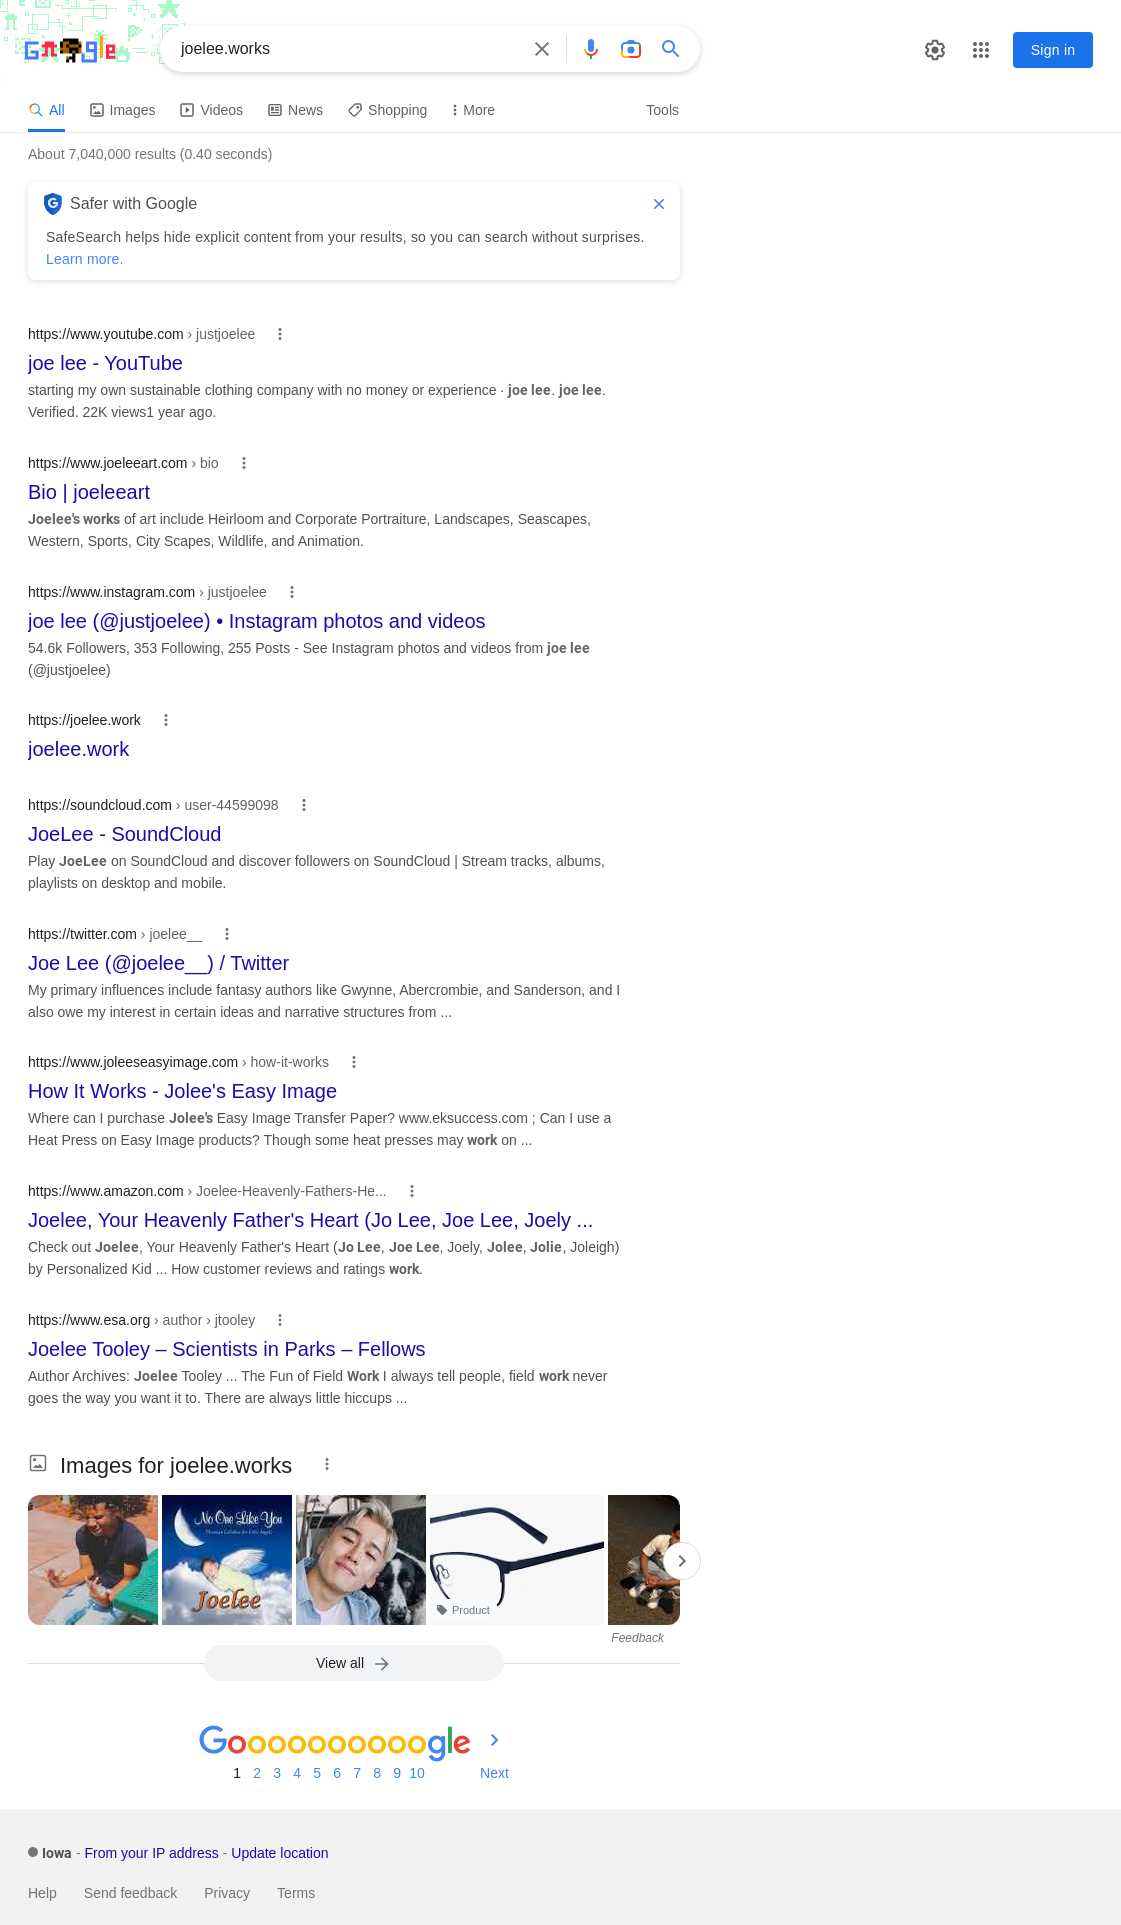 joelee.works
Sign in
All Images Videos News Shopping More Tools
About 7,040,000 results (0.40 seconds)
Safer with Google
SafeSearch helps hide explicit content from your results, so you can search without surprises.
Learn more.
https://www.youtube.com › justjoelee
joe lee - YouTube
starting my own sustainable clothing company with no money or experience · joe lee. joe lee.
Verified. 22K views1 year ago.
https://www.joeleeart.com › bio
Bio | joeleeart
Joelee's works of art include Heirloom and Corporate Portraiture, Landscapes, Seascapes,
Western, Sports, City Scapes, Wildlife, and Animation.
https://www.instagram.com › justjoelee
joe lee (@justjoelee) • Instagram photos and videos
54.6k Followers, 353 Following, 255 Posts - See Instagram photos and videos from joe lee
(@justjoelee)
https://joelee.work
joelee.work
https://soundcloud.com › user-44599098
JoeLee - SoundCloud
Play JoeLee on SoundCloud and discover followers on SoundCloud | Stream tracks, albums,
playlists on desktop and mobile.
https://twitter.com › joelee__
Joe Lee (@joelee__) / Twitter
My primary influences include fantasy authors like Gwynne, Abercrombie, and Sanderson, and I
also owe my interest in certain ideas and narrative structures from ...
https://www.joleeseasyimage.com › how-it-works
How It Works - Jolee's Easy Image
Where can I purchase Jolee's Easy Image Transfer Paper? www.eksuccess.com ; Can I use a
Heat Press on Easy Image products? Though some heat presses may work on ...
https://www.amazon.com › Joelee-Heavenly-Fathers-He...
Joelee, Your Heavenly Father's Heart (Jo Lee, Joe Lee, Joely ...
Check out Joelee, Your Heavenly Father's Heart (Jo Lee, Joe Lee, Joely, Jolee, Jolie, Joleigh)
by Personalized Kid ... How customer reviews and ratings work.
https://www.esa.org › author › jtooley
Joelee Tooley – Scientists in Parks – Fellows
Author Archives: Joelee Tooley ... The Fun of Field Work I always tell people, field work never
goes the way you want it to. There are always little hiccups ...
Images for joelee.works
No One Like You
Joelee
Product
Feedback
View all
Goooooooooogle
1 2 3 4 5 6 7 8 9 10 Next
Iowa - From your IP address - Update location
Help Send feedback Privacy Terms